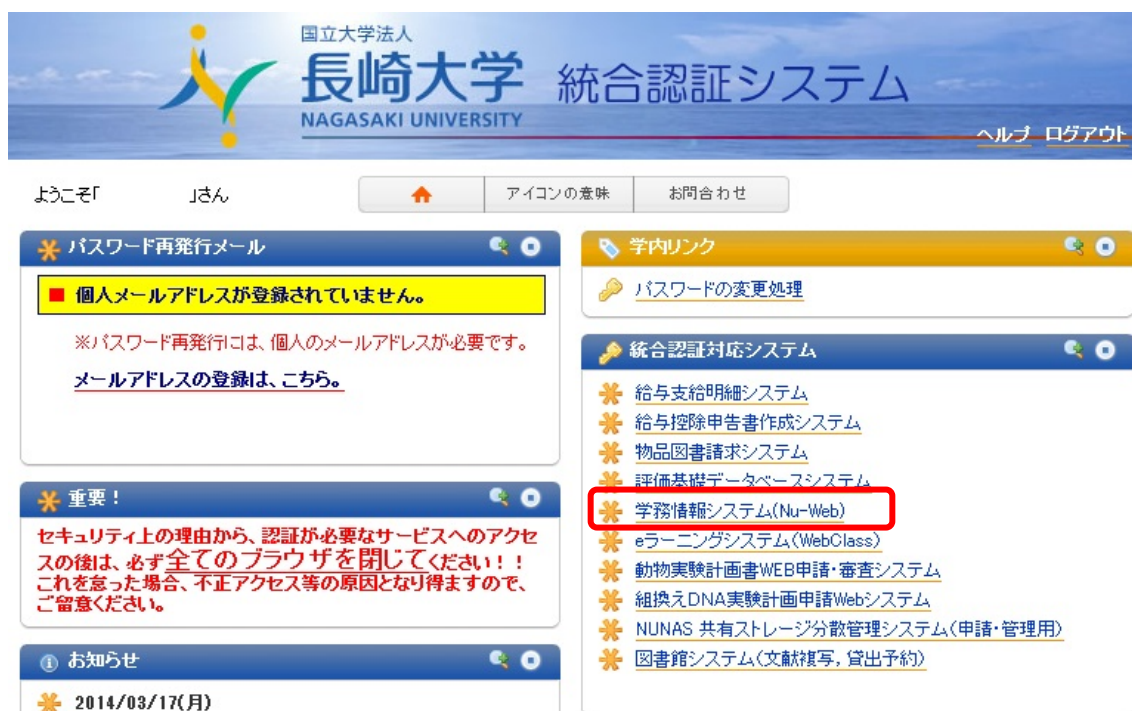 国立大学法人
長崎大学 統合認証システム
NAGASAKI UNIVERSITY
ヘルプ ログアウト
ようこそ「 」さん
アイコンの意味
お問合わせ
パスワード再発行メール
個人メールアドレスが登録されていません。
※パスワード再発行には、個人のメールアドレスが必要です。
メールアドレスの登録は、こちら。
重要！
セキュリティ上の理由から、認証が必要なサービスへのアクセ
スの後は、必ず全てのブラウザを閉じてください！！
これを怠った場合、不正アクセス等の原因となり得ますので、
ご留意ください。
お知らせ
2014/03/17(月)
学内リンク
パスワードの変更処理
統合認証対応システム
給与支給明細システム
給与控除申告書作成システム
物品図書請求システム
評価基礎データベースシステム
学務情報システム(Nu-Web)
eラーニングシステム(WebClass)
動物実験計画書WEB申請・審査システム
組換えDNA実験計画申請Webシステム
NUNAS 共有ストレージ分散管理システム(申請・管理用)
図書館システム(文献複写, 貸出予約)